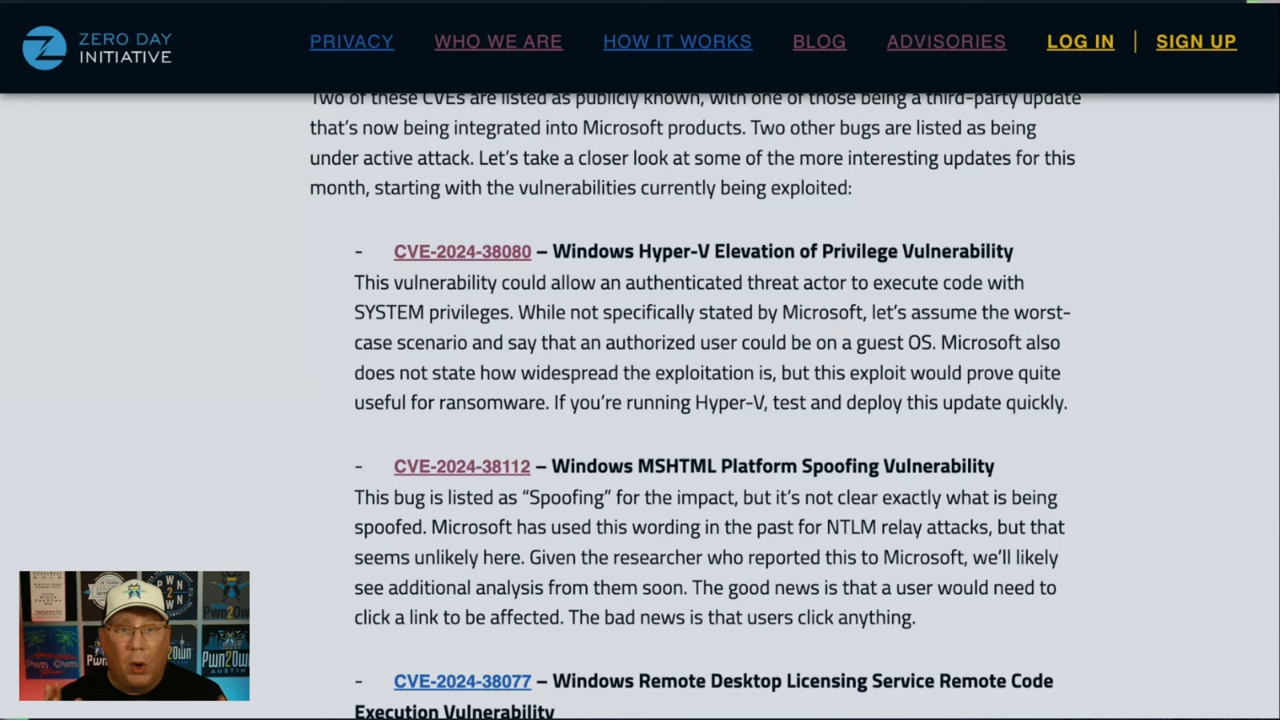 ZERO DAY
INITIATIVE
PRIVACY WHO WE ARE HOW IT WORKS BLOG ADVISORIES LOG IN | SIGN UP
Two of these CVEs are listed as publicly known, with one of those being a third-party update
that's now being integrated into Microsoft products. Two other bugs are listed as being
under active attack. Let's take a closer look at some of the more interesting updates for this
month, starting with the vulnerabilities currently being exploited:
- CVE-2024-38080 – Windows Hyper-V Elevation of Privilege Vulnerability
This vulnerability could allow an authenticated threat actor to execute code with
SYSTEM privileges. While not specifically stated by Microsoft, let's assume the worst-
case scenario and say that an authorized user could be on a guest OS. Microsoft also
does not state how widespread the exploitation is, but this exploit would prove quite
useful for ransomware. If you're running Hyper-V, test and deploy this update quickly.
- CVE-2024-38112 – Windows MSHTML Platform Spoofing Vulnerability
This bug is listed as “Spoofing” for the impact, but it's not clear exactly what is being
spoofed. Microsoft has used this wording in the past for NTLM relay attacks, but that
seems unlikely here. Given the researcher who reported this to Microsoft, we'll likely
see additional analysis from them soon. The good news is that a user would need to
click a link to be affected. The bad news is that users click anything.
- CVE-2024-38077 – Windows Remote Desktop Licensing Service Remote Code
Execution Vulnerability
Pwn2Own
AUSTIN